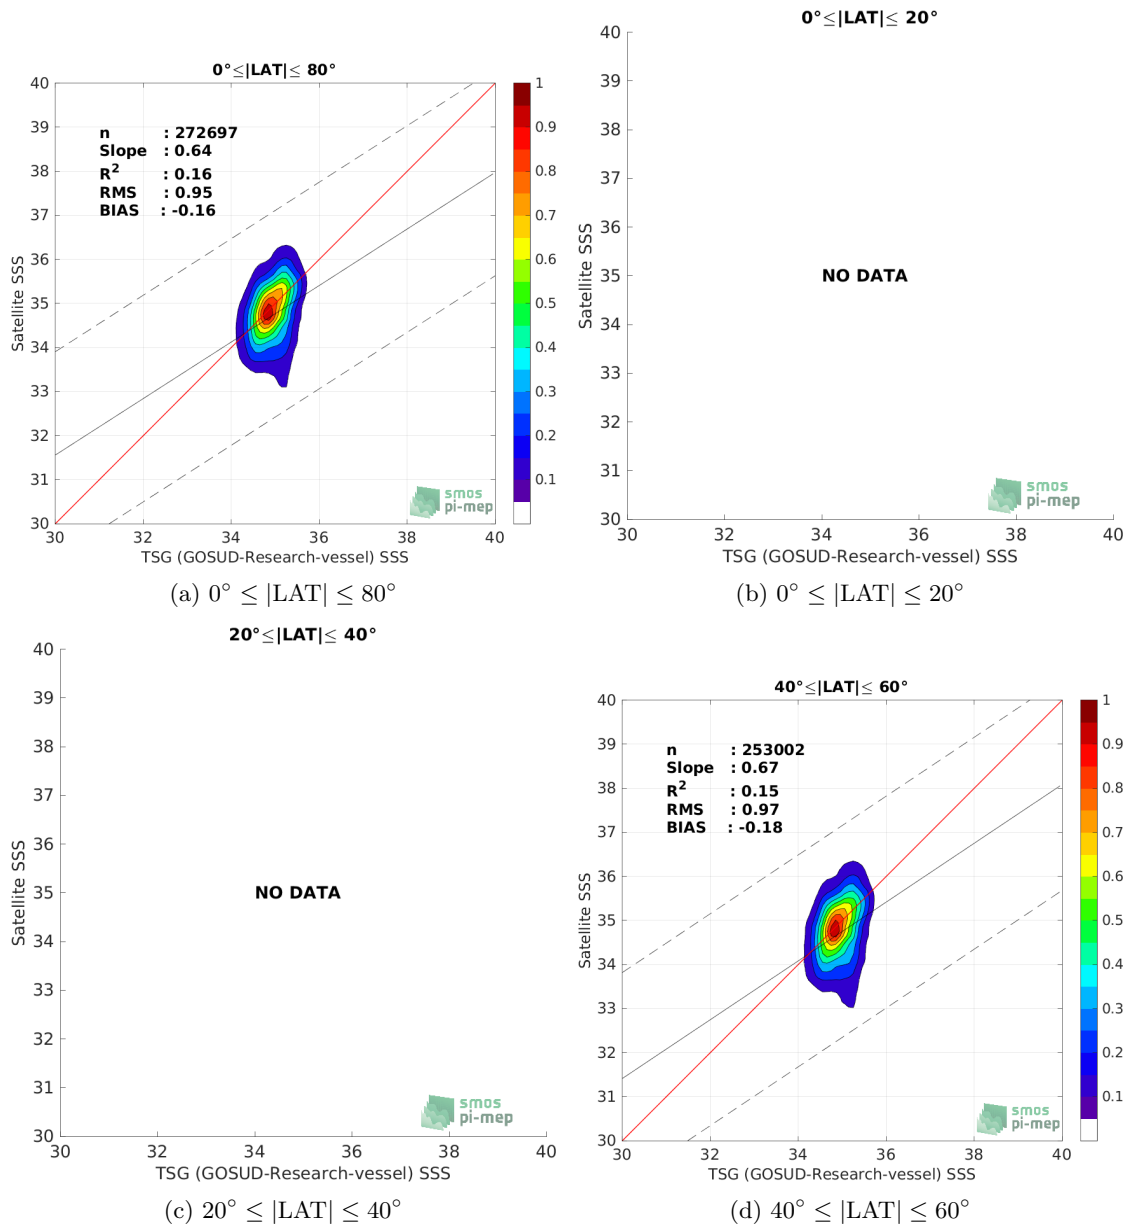 0°≤|LAT|≤ 80°
40
39
38
37
36
35
34
33
32
31
30
n : 272697
Slope : 0.64
R² : 0.16
RMS : 0.95
BIAS : -0.16
Satellite SSS
30
32
34
36
38
40
TSG (GOSUD-Research-vessel) SSS
1
0.9
0.8
0.7
0.6
0.5
0.4
0.3
0.2
0.1
smos
pi-mep
(a) 0° ≤ |LAT| ≤ 80°
0°≤|LAT|≤ 20°
40
39
38
37
36
35
34
33
32
31
30
Satellite SSS
NO DATA
smos
pi-mep
30
32
34
36
38
40
TSG (GOSUD-Research-vessel) SSS
(b) 0° ≤ |LAT| ≤ 20°
20°≤|LAT|≤ 40°
40
39
38
37
36
35
34
33
32
31
30
Satellite SSS
NO DATA
smos
pi-mep
30
32
34
36
38
40
TSG (GOSUD-Research-vessel) SSS
(c) 20° ≤ |LAT| ≤ 40°
40°≤|LAT|≤ 60°
40
39
38
37
36
35
34
33
32
31
30
n : 253002
Slope : 0.67
R² : 0.15
RMS : 0.97
BIAS : -0.18
Satellite SSS
30
32
34
36
38
40
TSG (GOSUD-Research-vessel) SSS
1
0.9
0.8
0.7
0.6
0.5
0.4
0.3
0.2
0.1
smos
pi-mep
(d) 40° ≤ |LAT| ≤ 60°